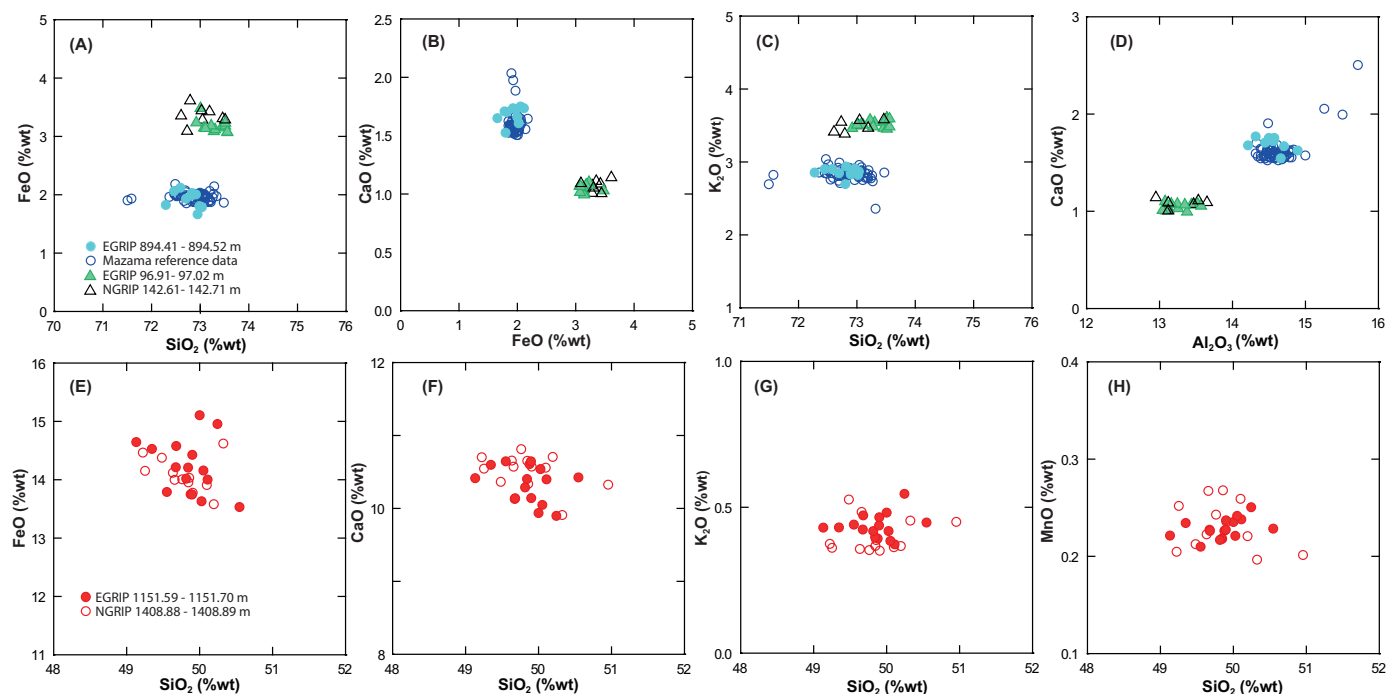 (A)
5
4
3
2
1
0
FeO (%wt)
EGRIP 894.41 - 894.52 m
Mazama reference data
EGRIP 96.91- 97.02 m
NGRIP 142.61- 142.71 m
70 71 72 73 74 75 76
SiO₂ (%wt)
(B)
2.5
2.0
1.5
1.0
0.5
0.0
CaO (%wt)
0 1 2 3 4 5
FeO (%wt)
(C)
5
4
3
2
1
K₂O (%wt)
71 72 73 74 75 76
SiO₂ (%wt)
(D)
3
2
1
0
CaO (%wt)
12 13 14 15 16
Al₂O₃ (%wt)
(E)
16
15
14
13
12
11
FeO (%wt)
EGRIP 1151.59 - 1151.70 m
NGRIP 1408.88 - 1408.89 m
48 49 50 51 52
SiO₂ (%wt)
(F)
12
10
8
CaO (%wt)
48 49 50 51 52
SiO₂ (%wt)
(G)
1.0
0.5
0.0
K₂O (%wt)
48 49 50 51 52
SiO₂ (%wt)
(H)
0.4
0.3
0.2
0.1
MnO (%wt)
48 49 50 51 52
SiO₂ (%wt)